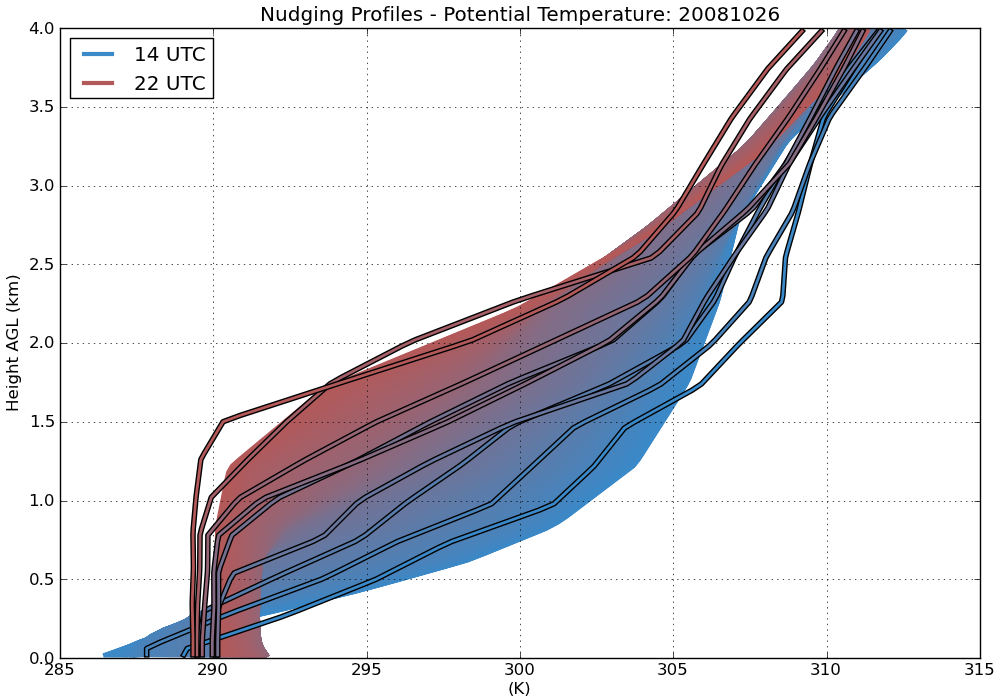 Nudging Profiles - Potential Temperature: 20081026
14 UTC
22 UTC
Height AGL (km)
4.0
3.5
3.0
2.5
2.0
1.5
1.0
0.5
0.0
285 290 295 300 305 310 315
(K)